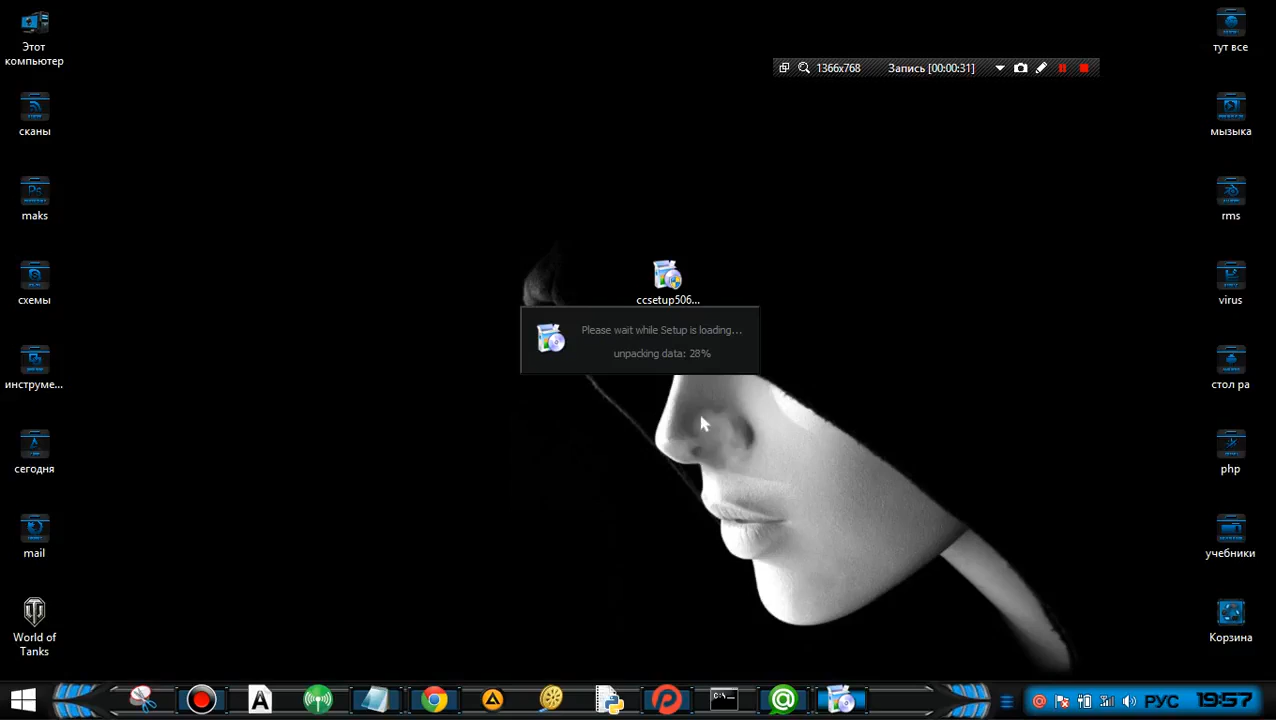 Этот
компьютер
сканы
maks
схемы
инструме...
сегодня
mail
World of
Tanks
1366x768 Запись [00:00:31]
ccsetup506...
Please wait while Setup is loading...
unpacking data: 28%
тут все
мызыка
rms
virus
стол ра
php
учебники
Корзина
РУС 19:57